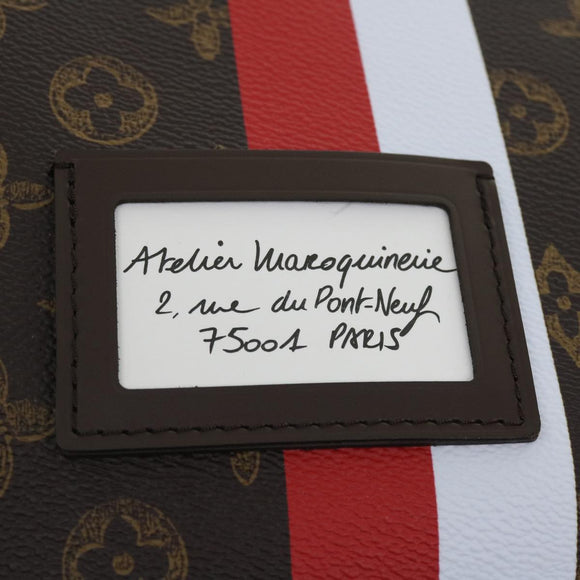 Atelier Maroquinerie
2, rue du Pont-Neuf
75001 PARIS